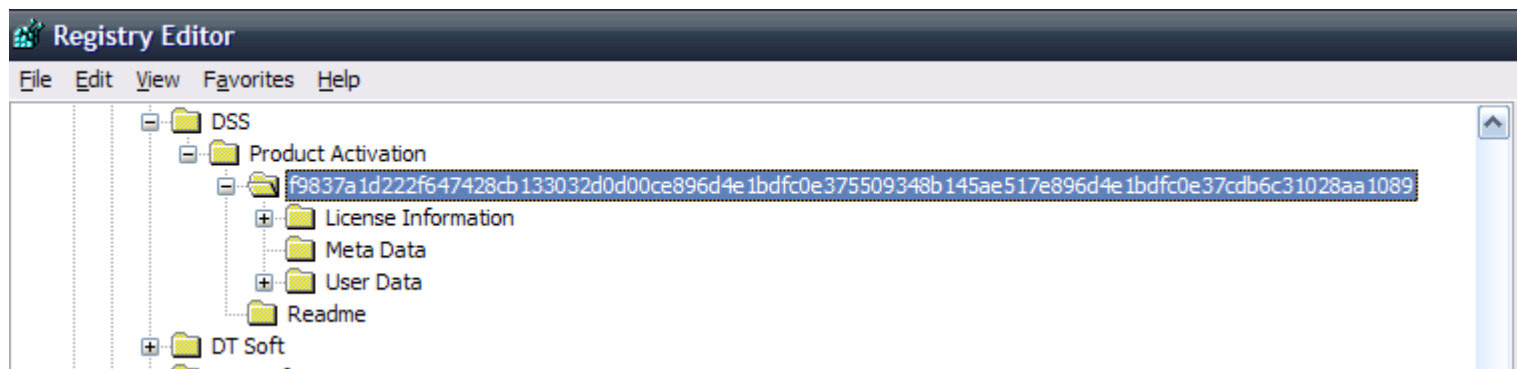 Registry Editor
File Edit View Favorites Help
DSS
Product Activation
f9837a1d222f647428cb133032d0d00ce896d4e1bdfc0e375509348b145ae517e896d4e1bdfc0e37cdb6c31028aa1089
License Information
Meta Data
User Data
Readme
DT Soft